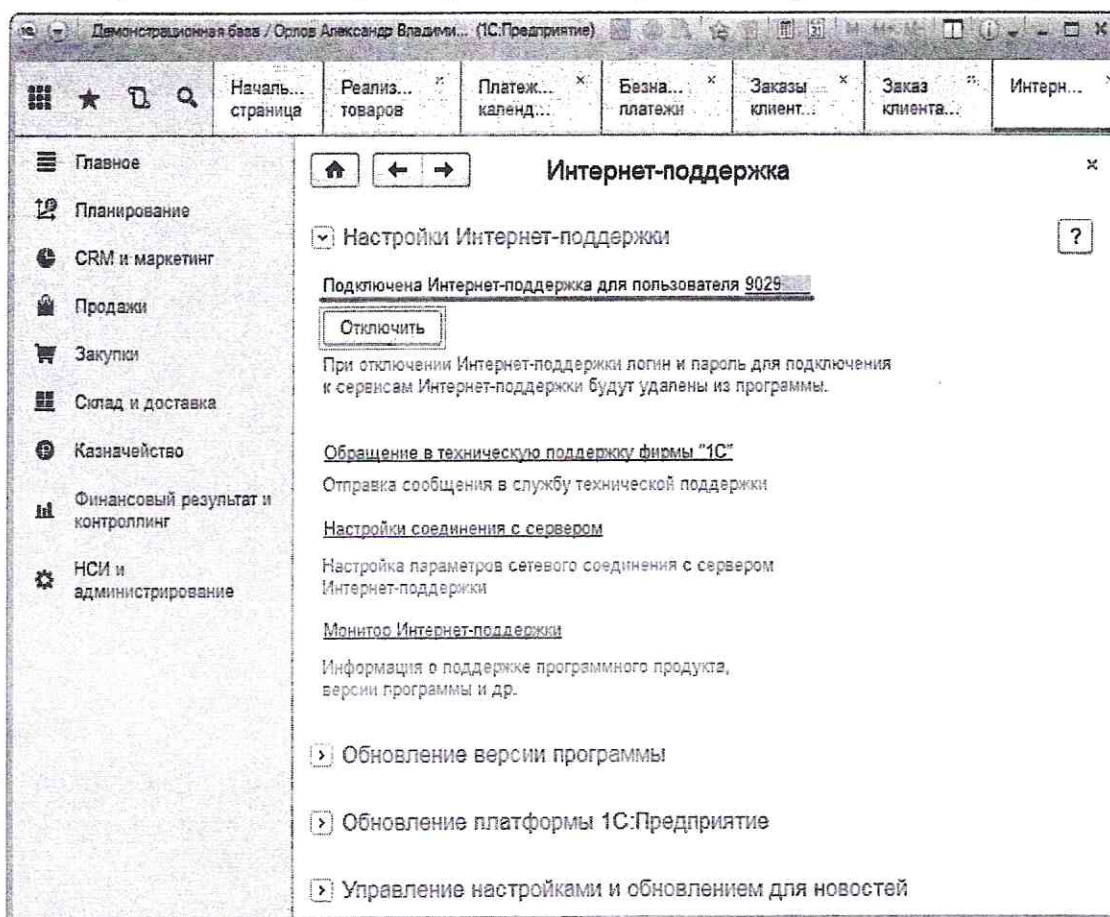 Демонстрационная база / Орлов Александр Владими... (1С:Предприятие)
Началь... страница
Реализ... товаров
Платеж... календ...
Безна... платежи
Заказы клиент...
Заказ клиента...
Интерн...
Главное
Планирование
CRM и маркетинг
Продажи
Закупки
Склад и доставка
Казначейство
Финансовый результат и
контроллинг
НСИ и
администрирование
Интернет-поддержка
Настройки Интернет-поддержки
?
Подключена Интернет-поддержка для пользователя 9029
Отключить
При отключении Интернет-поддержки логин и пароль для подключения
к сервисам Интернет-поддержки будут удалены из программы.
Обращение в техническую поддержку фирмы "1С"
Отправка сообщения в службу технической поддержки
Настройки соединения с сервером
Настройка параметров сетевого соединения с сервером
Интернет-поддержки
Монитор Интернет-поддержки
Информация о поддержке программного продукта,
версии программы и др.
Обновление версии программы
Обновление платформы 1С:Предприятие
Управление настройками и обновлением для новостей